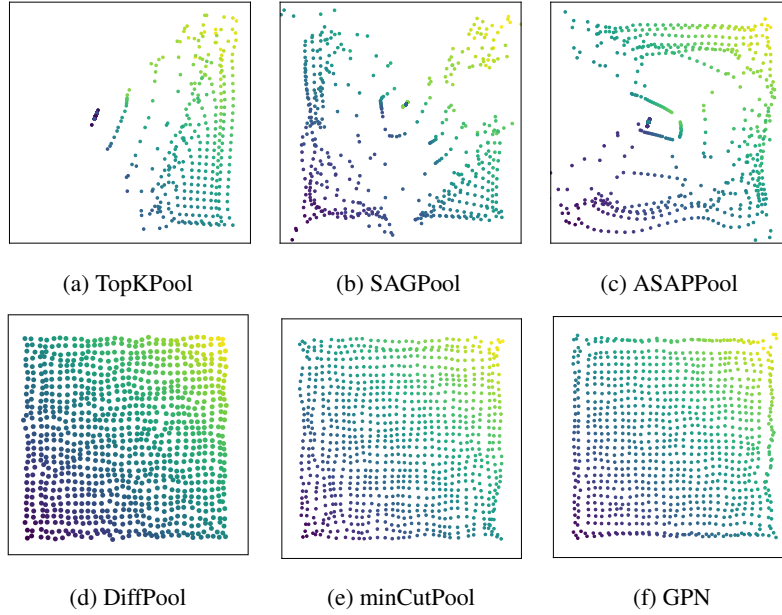 (a) TopKPool
(b) SAGPool
(c) ASAPPool
(d) DiffPool
(e) minCutPool
(f) GPN